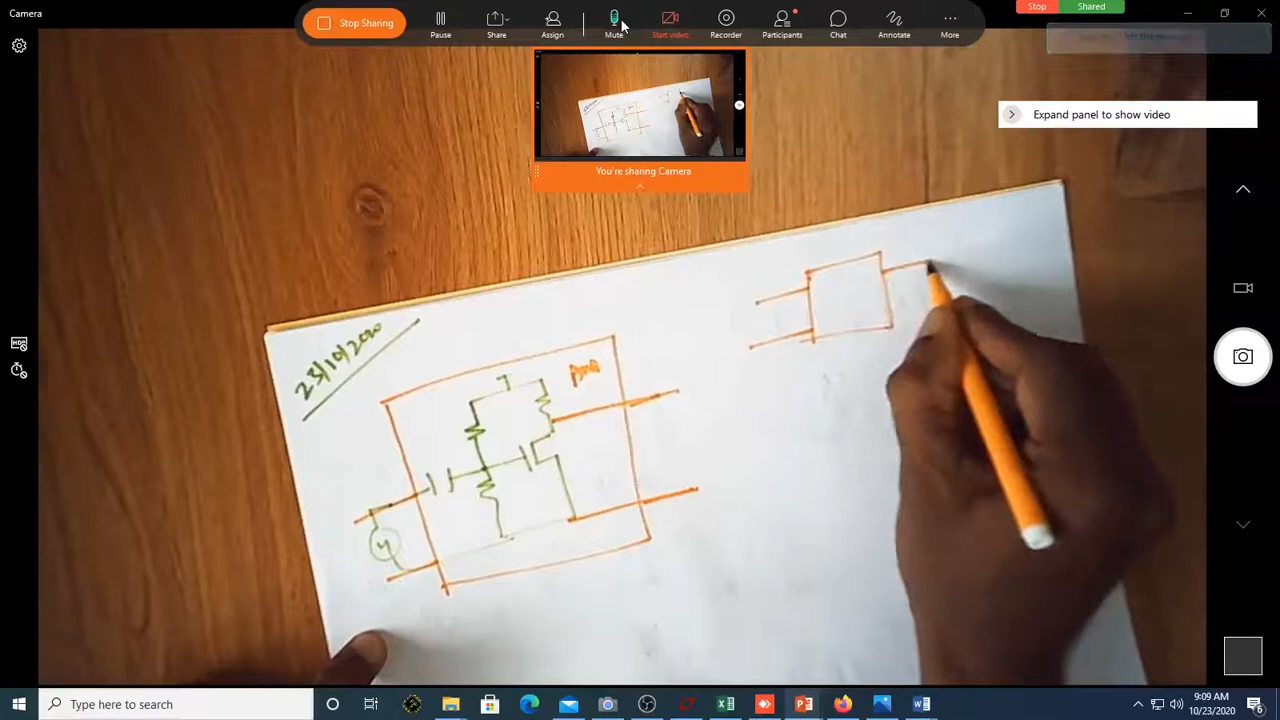 Camera
Stop Sharing
Pause
Share
Assign
Mute
Start video
Recorder
Participants
Chat
Annotate
More
Stop
Shared
Expand panel to show video
You're sharing Camera
23/10/2020
Type here to search
9:09 AM
10/23/2020